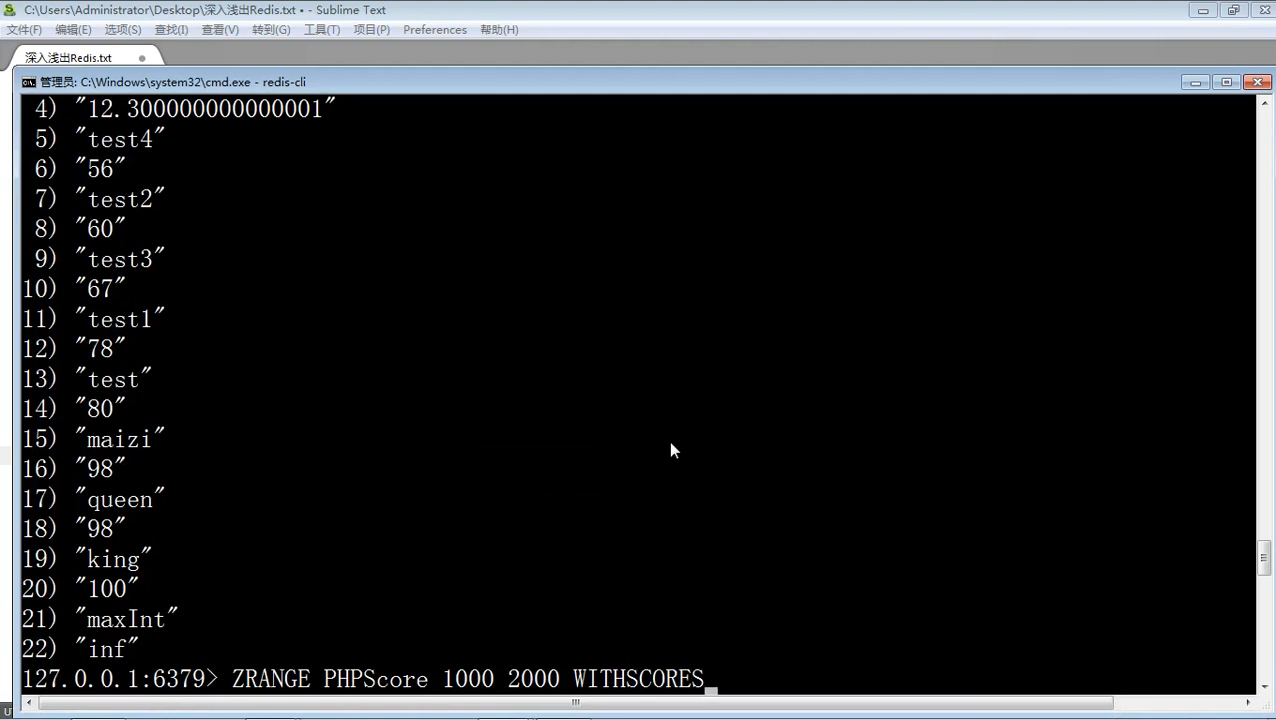 C:\Users\Administrator\Desktop\深入浅出Redis.txt • - Sublime Text
文件(F) 编辑(E) 选项(S) 查找(I) 查看(V) 转到(G) 工具(T) 项目(P) Preferences 帮助(H)
深入浅出Redis.txt
管理员: C:\Windows\system32\cmd.exe - redis-cli
4) "12.300000000000001"
5) "test4"
6) "56"
7) "test2"
8) "60"
9) "test3"
10) "67"
11) "test1"
12) "78"
13) "test"
14) "80"
15) "maizi"
16) "98"
17) "queen"
18) "98"
19) "king"
20) "100"
21) "maxInt"
22) "inf"
127.0.0.1:6379> ZRANGE PHPScore 1000 2000 WITHSCORES